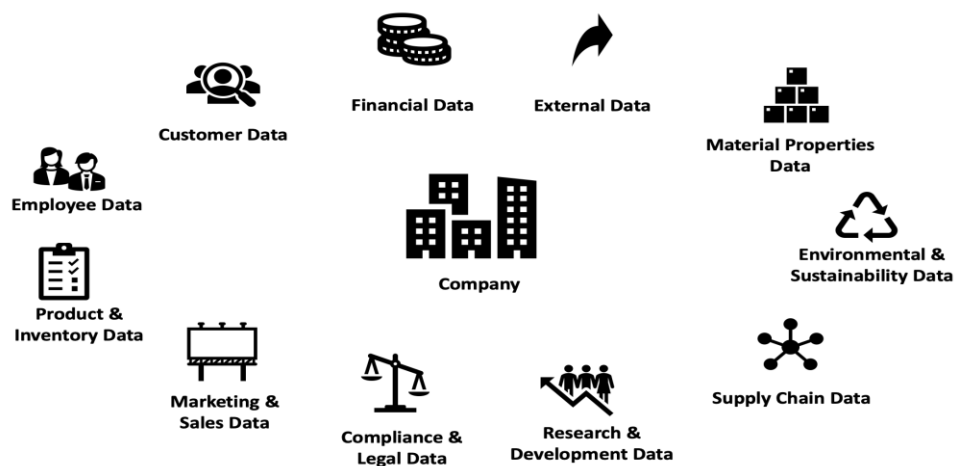 Financial Data
External Data
Customer Data
Material Properties
Data
Employee Data
Environmental &
Sustainability Data
Company
Product &
Inventory Data
Supply Chain Data
Marketing &
Sales Data
Compliance &
Legal Data
Research &
Development Data